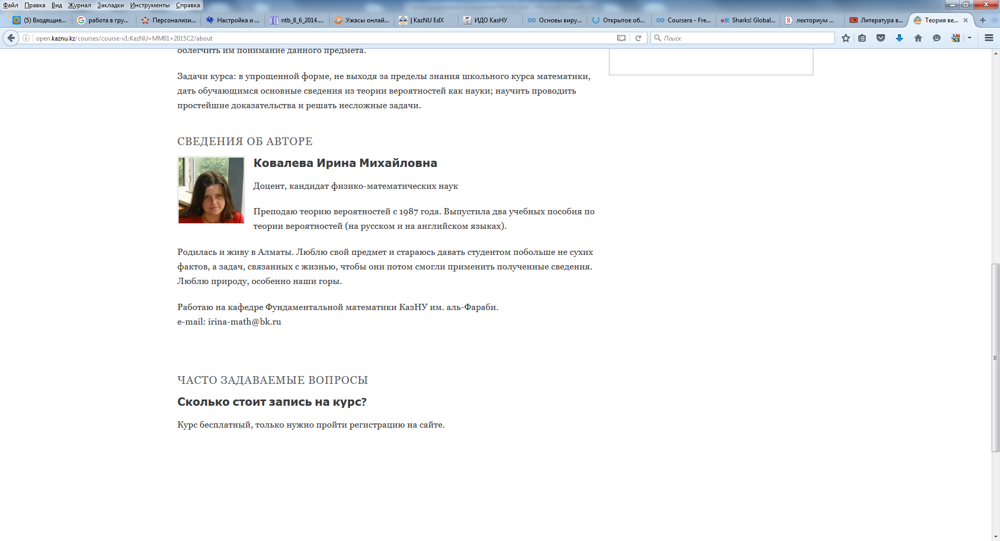 Файл Правка Вид Журнал Закладки Инструменты Справка
(5) Входящие...
работа в гру...
Персонализи...
Настройка и ...
ntb_8_6_2014....
Ужасы онлай...
| KazNU EdX
ИДО КазНУ
Основы виру...
Открытое об...
Coursera - Fre...
Sharks! Global...
лекториум ...
Литература в...
Теория ве...
open.kaznu.kz/courses/course-v1:KazNU+MM01+2015C2/about
Поиск
облегчить им понимание данного предмета.
Задачи курса: в упрощенной форме, не выходя за пределы знания школьного курса математики,
дать обучающимся основные сведения из теории вероятностей как науки; научить проводить
простейшие доказательства и решать несложные задачи.
СВЕДЕНИЯ ОБ АВТОРЕ
Ковалева Ирина Михайловна
Доцент, кандидат физико-математических наук
Преподаю теорию вероятностей с 1987 года. Выпустила два учебных пособия по
теории вероятностей (на русском и на английском языках).
Родилась и живу в Алматы. Люблю свой предмет и стараюсь давать студентом побольше не сухих
фактов, а задач, связанных с жизнью, чтобы они потом смогли применить полученные сведения.
Люблю природу, особенно наши горы.
Работаю на кафедре Фундаментальной математики КазНУ им. аль-Фараби.
e-mail: irina-math@bk.ru
ЧАСТО ЗАДАВАЕМЫЕ ВОПРОСЫ
Сколько стоит запись на курс?
Курс бесплатный, только нужно пройти регистрацию на сайте.